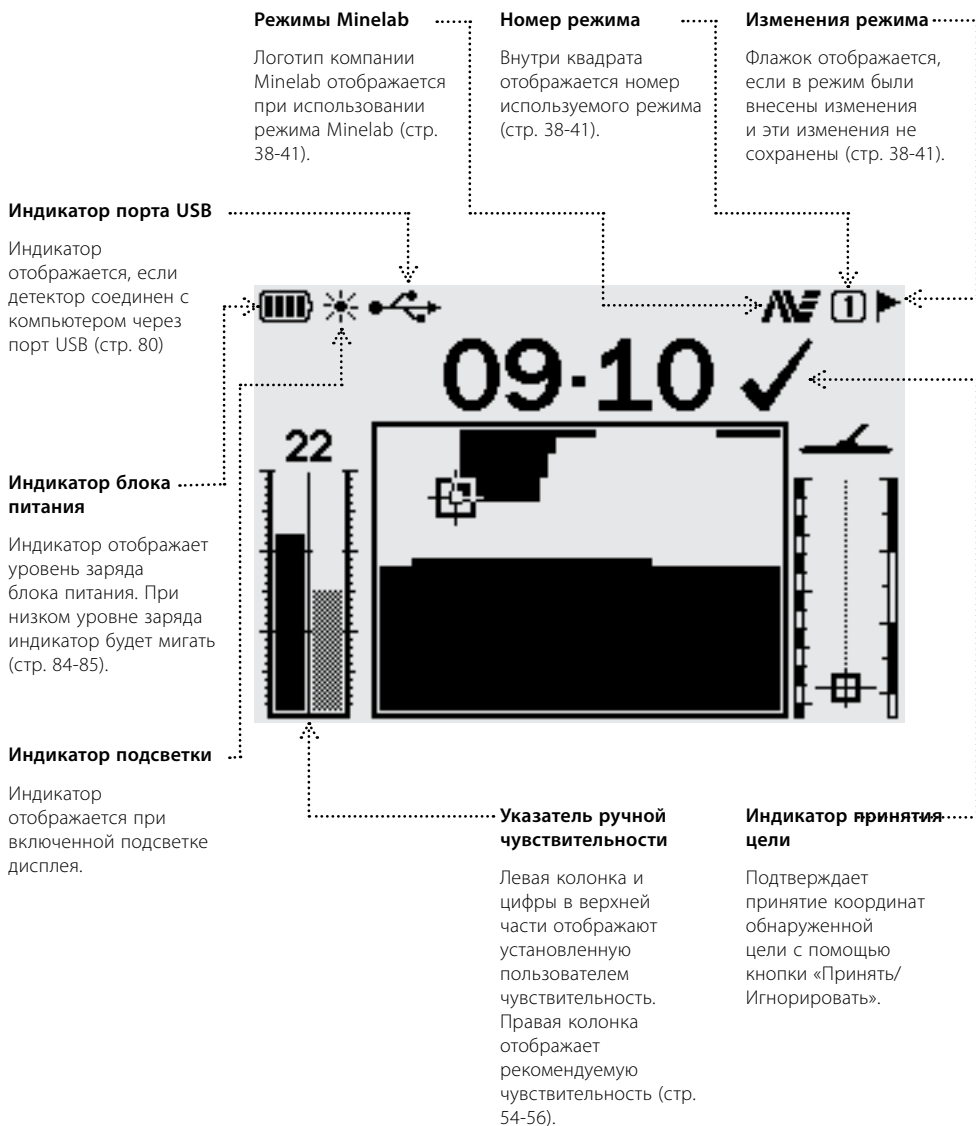 Режимы Minelab
Логотип компании
Minelab отображается
при использовании
режима Minelab (стр.
38-41).
Номер режима
Внутри квадрата
отображается номер
используемого режима
(стр. 38-41).
Изменения режима
Флажок отображается,
если в режим были
внесены изменения
и эти изменения не
сохранены (стр. 38-41).
Индикатор порта USB
Индикатор
отображается, если
детектор соединен с
компьютером через
порт USB (стр. 80)
Индикатор блока
питания
Индикатор отображает
уровень заряда
блока питания. При
низком уровне заряда
индикатор будет мигать
(стр. 84-85).
Индикатор подсветки
Индикатор
отображается при
включенной подсветке
дисплея.
1
09·10
22
Указатель ручной
чувствительности
Левая колонка и
цифры в верхней
части отображают
установленную
пользователем
чувствительность.
Правая колонка
отображает
рекомендуемую
чувствительность (стр.
54-56).
Индикатор принятия
цели
Подтверждает
принятие координат
обнаруженной
цели с помощью
кнопки «Принять/
Игнорировать».